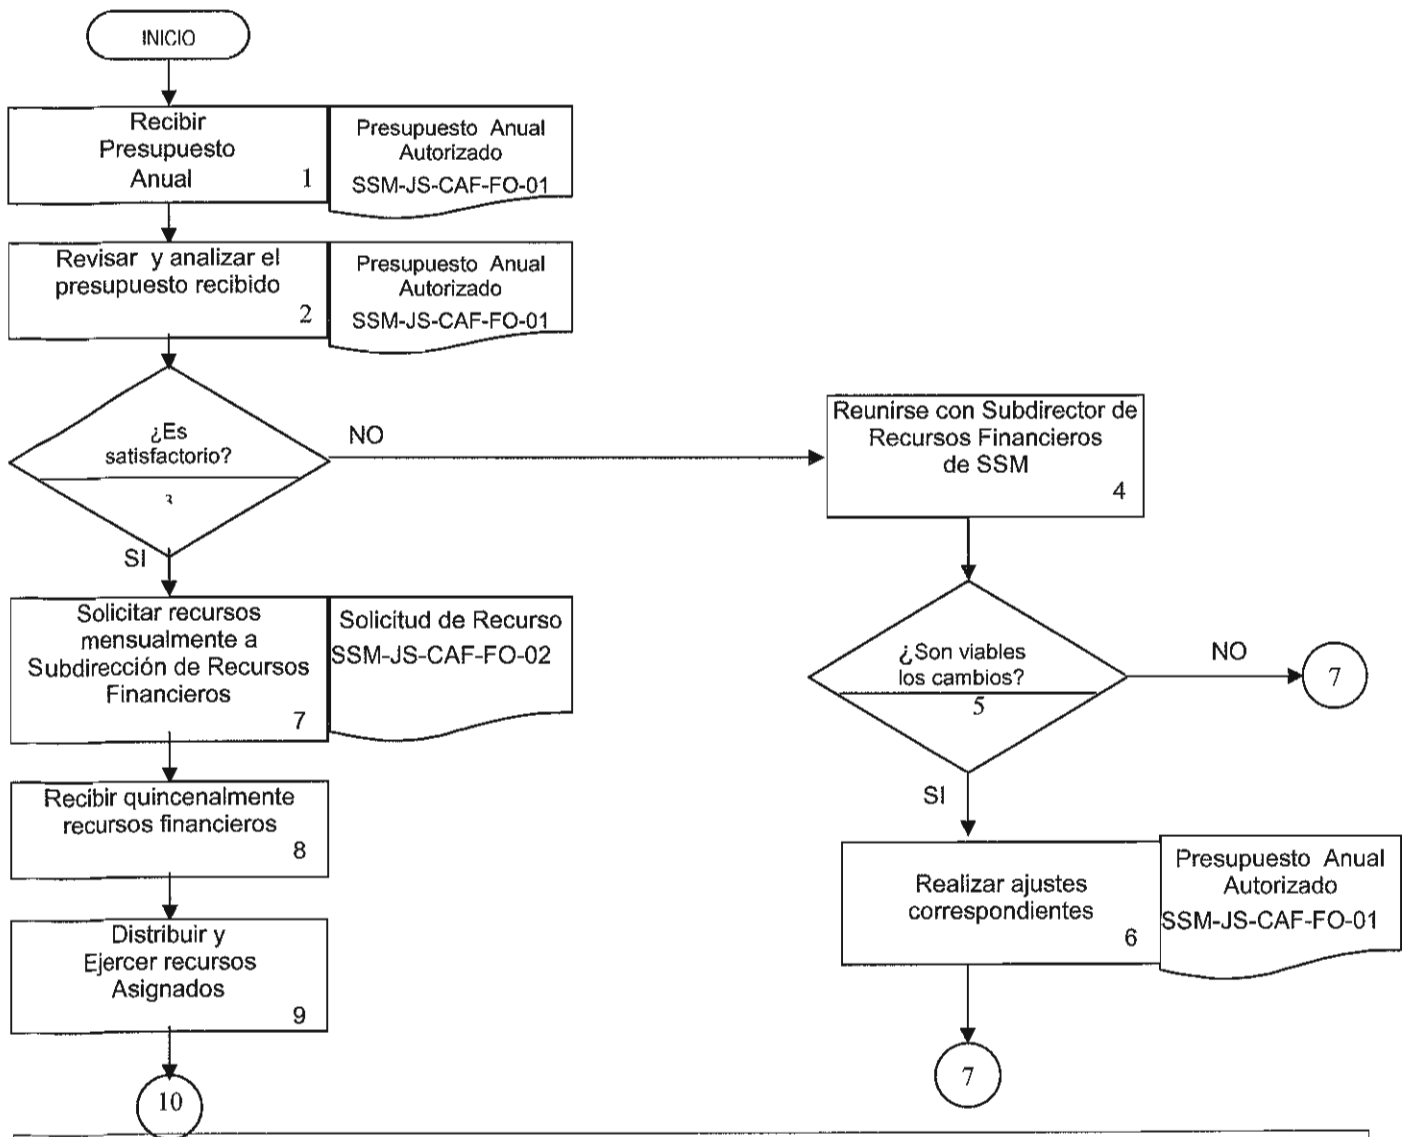 INICIO
Recibir
Presupuesto
Anual 1
Presupuesto Anual
Autorizado
SSM-JS-CAF-FO-01
Revisar y analizar el
presupuesto recibido
2
Presupuesto Anual
Autorizado
SSM-JS-CAF-FO-01
¿Es
satisfactorio?
3
NO
SI
Reunirse con Subdirector de
Recursos Financieros
de SSM
4
¿Son viables
los cambios?
5
NO
7
SI
Realizar ajustes
correspondientes
6
Presupuesto Anual
Autorizado
SSM-JS-CAF-FO-01
7
Solicitar recursos
mensualmente a
Subdirección de Recursos
Financieros
7
Solicitud de Recurso
SSM-JS-CAF-FO-02
Recibir quincenalmente
recursos financieros
8
Distribuir y
Ejercer recursos
Asignados
9
10